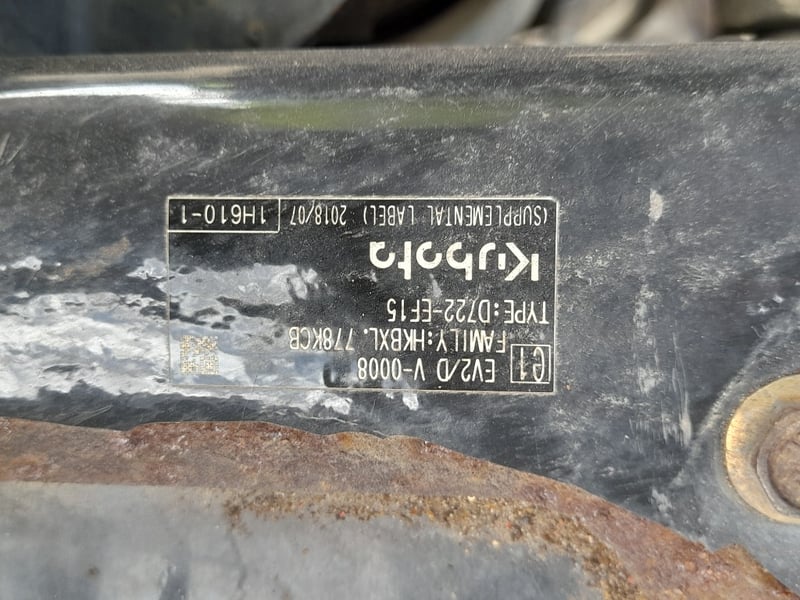 e1 EV2/D V-0008
FAMILY:HKBXL.778KCB
TYPE:D722-EF15
Kubota
(SUPPLEMENTAL LABEL) 2018/07 1H610-1